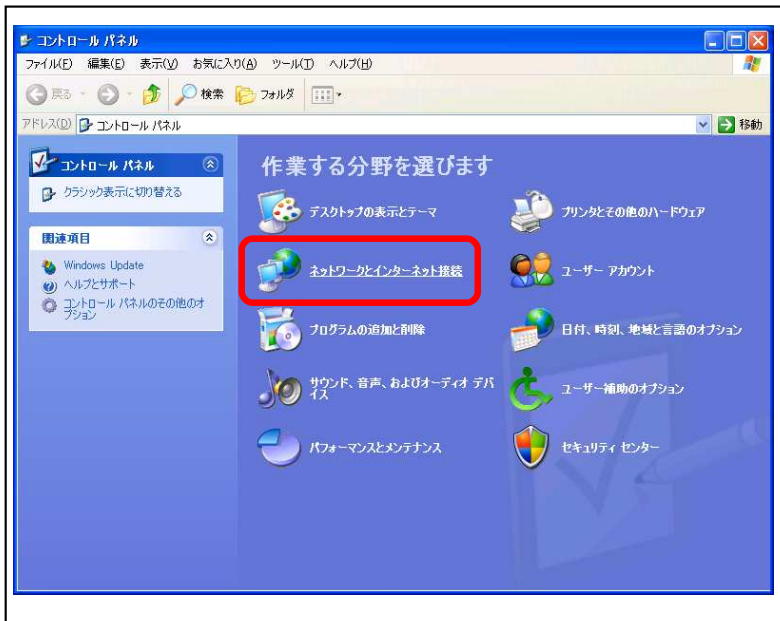 コントロール パネル
ファイル(F) 編集(E) 表示(V) お気に入り(A) ツール(T) ヘルプ(H)
戻る 検索 フォルダ
アドレス(D) コントロール パネル 移動
コントロール パネル
クラシック表示に切り替える
関連項目
Windows Update
ヘルプとサポート
コントロール パネルのその他のオ
プション
作業する分野を選びます
デスクトップの表示とテーマ
プリンタとその他のハードウェア
ネットワークとインターネット接続
ユーザー アカウント
プログラムの追加と削除
日付、時刻、地域と言語のオプション
サウンド、音声、およびオーディオ デバ
イス
ユーザー補助のオプション
パフォーマンスとメンテナンス
セキュリティ センター